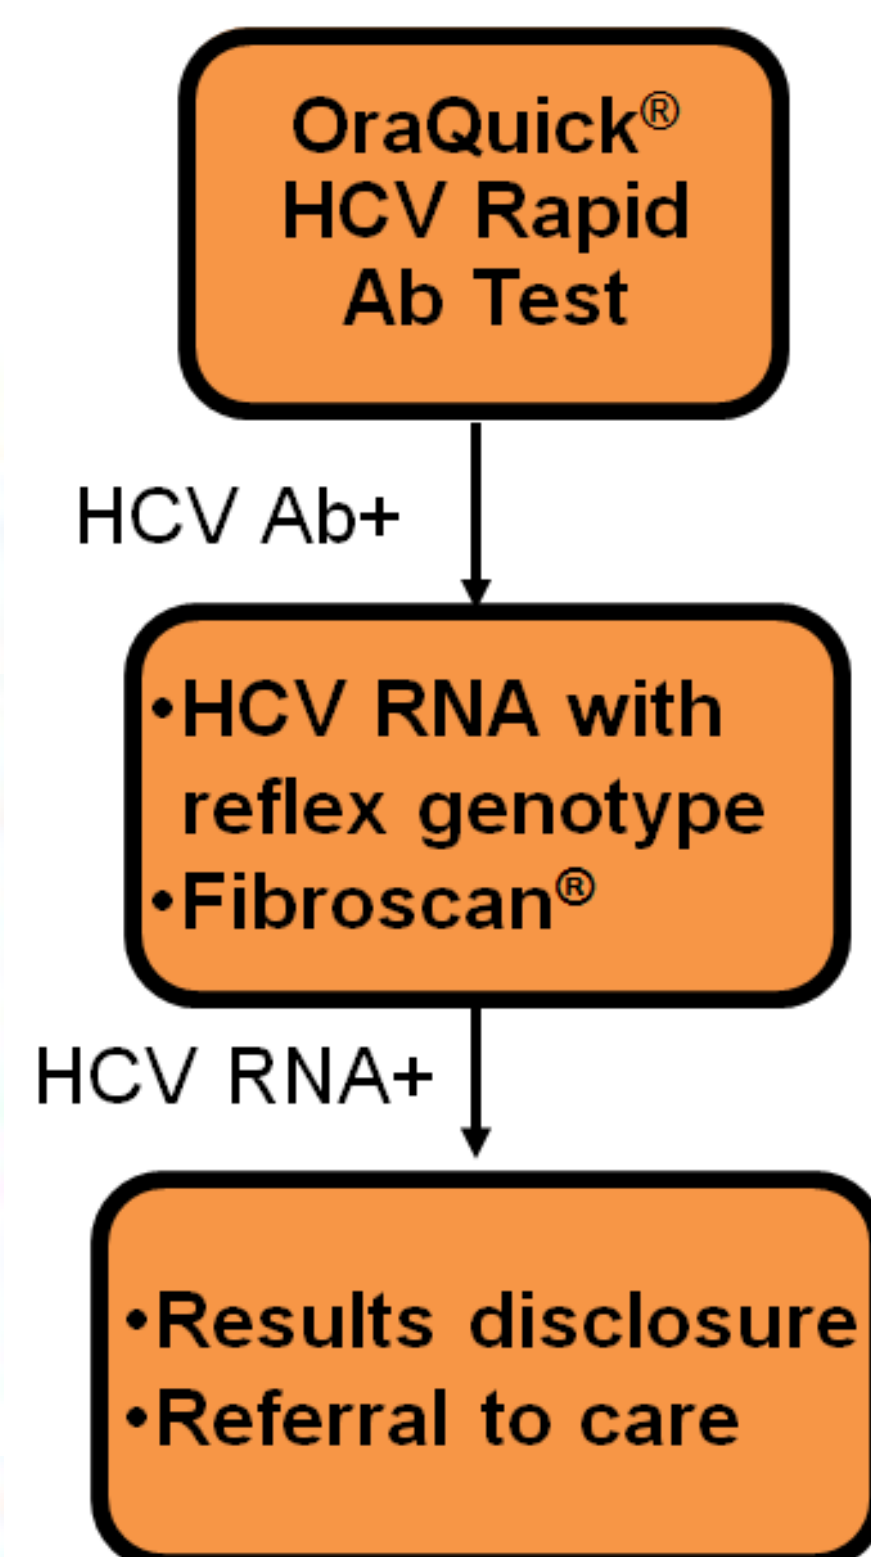 OraQuick®
HCV Rapid
Ab Test
HCV Ab+
•HCV RNA with
reflex genotype
•Fibroscan®
HCV RNA+
•Results disclosure
•Referral to care